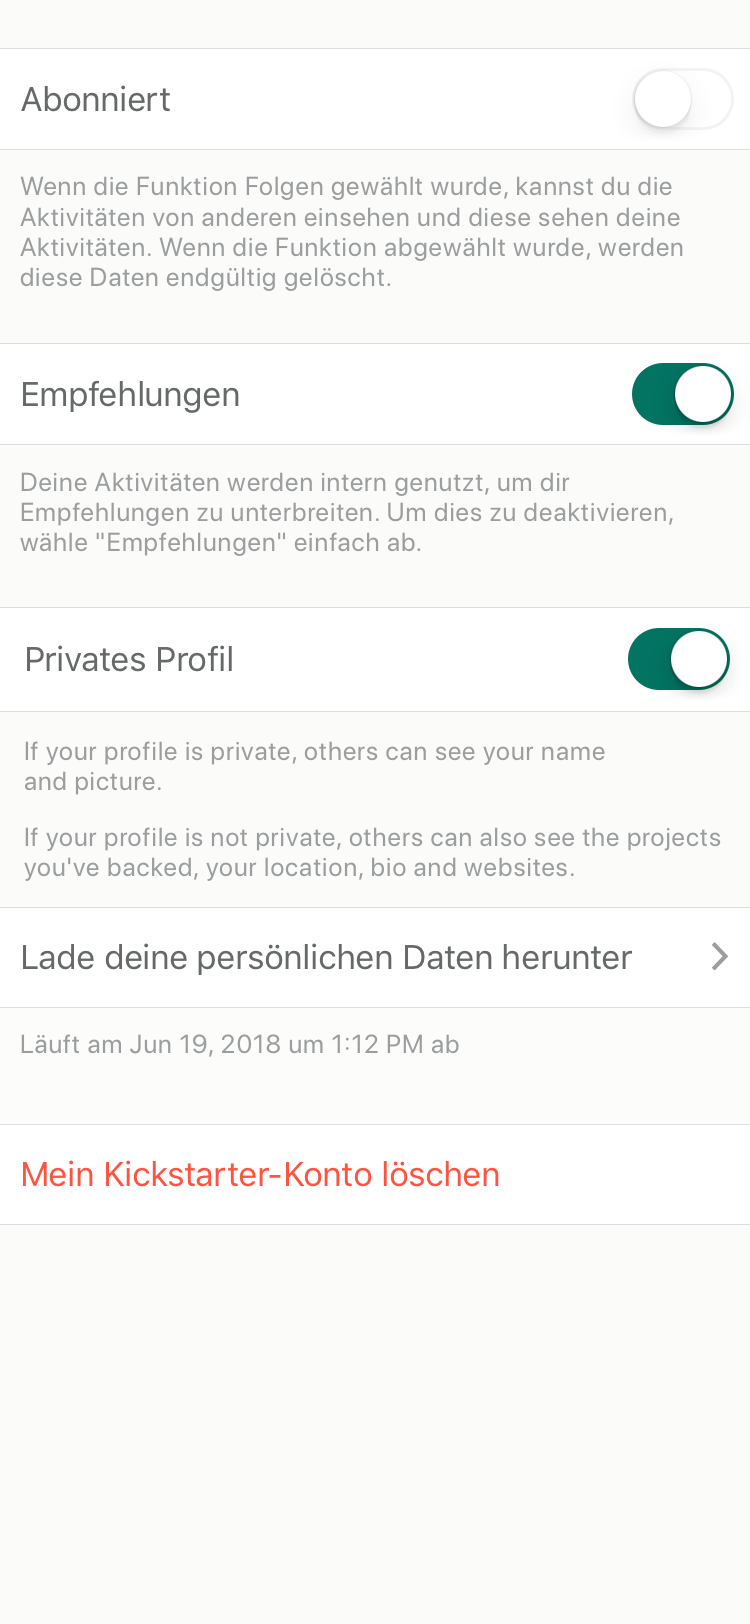 Abonniert
Wenn die Funktion Folgen gewählt wurde, kannst du die
Aktivitäten von anderen einsehen und diese sehen deine
Aktivitäten. Wenn die Funktion abgewählt wurde, werden
diese Daten endgültig gelöscht.
Empfehlungen
Deine Aktivitäten werden intern genutzt, um dir
Empfehlungen zu unterbreiten. Um dies zu deaktivieren,
wähle "Empfehlungen" einfach ab.
Privates Profil
If your profile is private, others can see your name
and picture.
If your profile is not private, others can also see the projects
you've backed, your location, bio and websites.
Lade deine persönlichen Daten herunter
Läuft am Jun 19, 2018 um 1:12 PM ab
Mein Kickstarter-Konto löschen